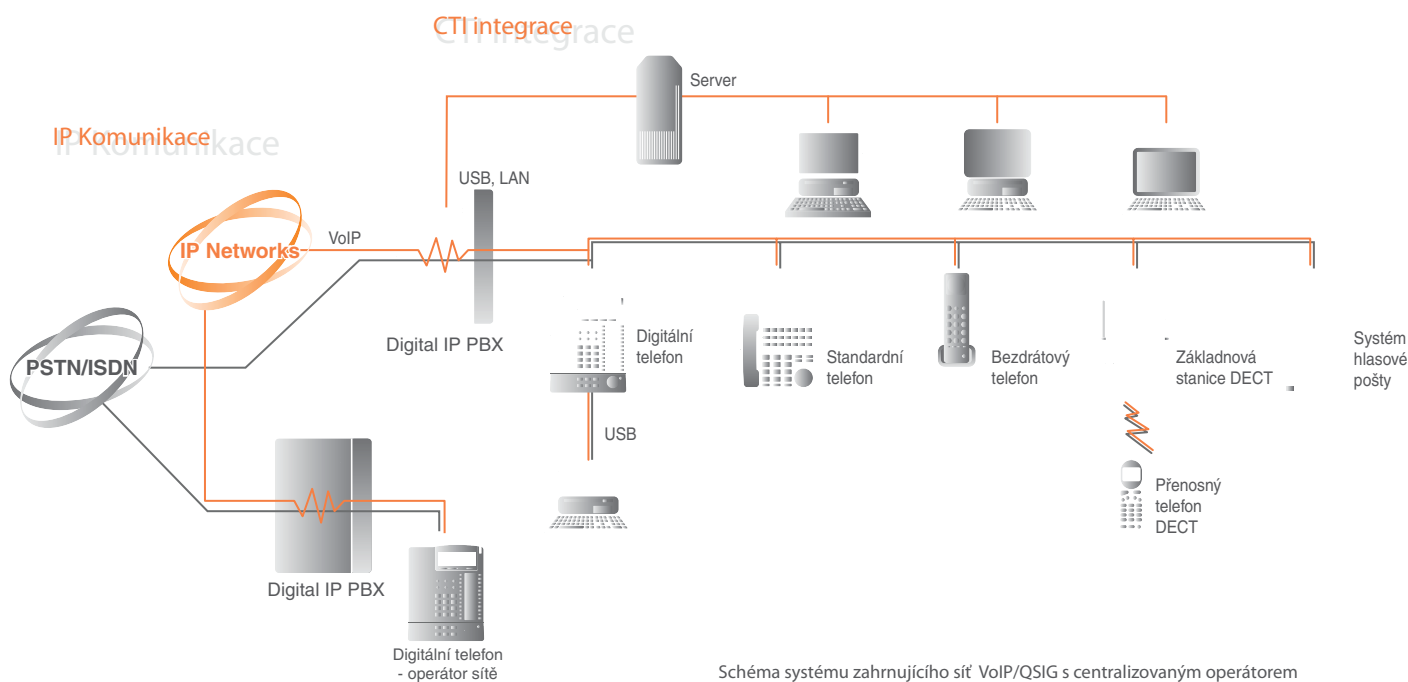 CTI integrace
Server
IP Komunikace
USB, LAN
VoIP
IP Networks
Digital IP PBX
PSTN/ISDN
Digitální
telefon
Standardní
telefon
Bezdrátový
telefon
Základnová
stanice DECT
Systém
hlasové
pošty
USB
Přenosný
telefon
DECT
Digital IP PBX
Digitální telefon
- operátor sítě
Schéma systému zahrnujícího síť VoIP/QSIG s centralizovaným operátorem